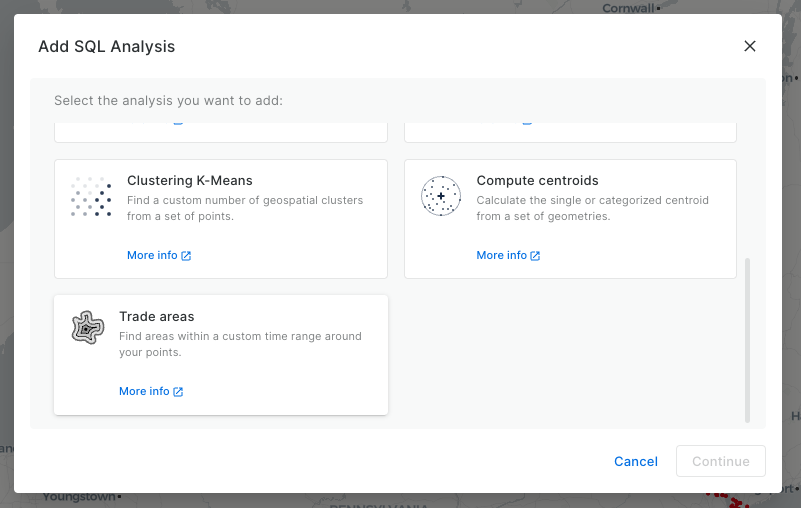 Cornwall
Add SQL Analysis
Select the analysis you want to add:
Clustering K-Means
Find a custom number of geospatial clusters
from a set of points.
More info
Compute centroids
Calculate the single or categorized centroid
from a set of geometries.
More info
Trade areas
Find areas within a custom time range around
your points.
More info
Cancel
Continue
Youngstown